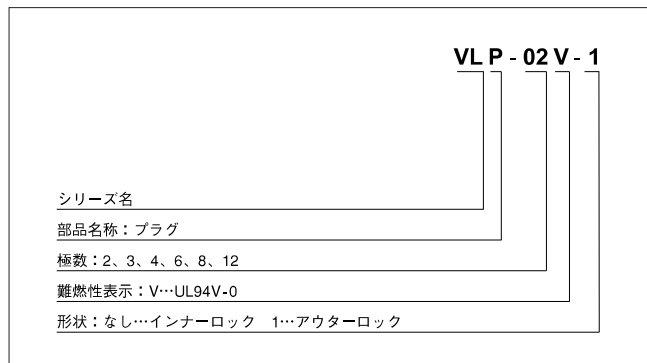 VLP-02V-1
シリーズ名
部品名称：プラグ
極数：2、3、4、6、8、12
難燃性表示：V…UL94V-0
形状：なし…インナーロック　1…アウターロック